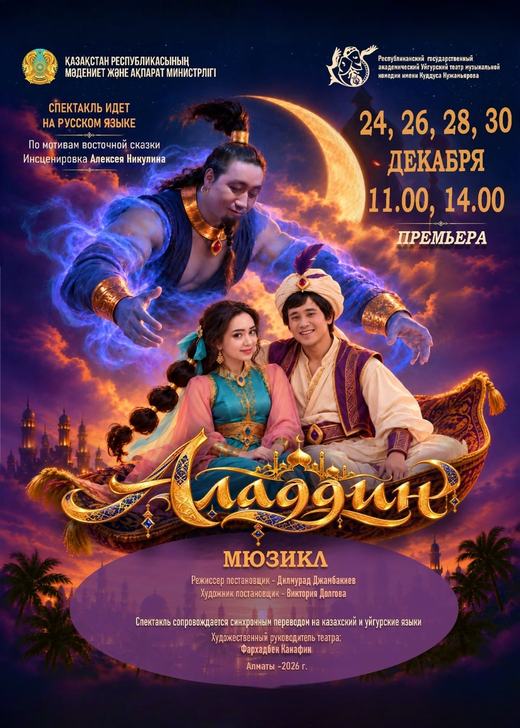 ҚАЗАҚСТАН РЕСПУБЛИКАСЫНЫҢ
МӘДЕНИЕТ ЖӘНЕ АҚПАРАТ МИНИСТРЛІГІ
Республиканский государственный
академический Уйгурский театр музыкальной
комедии имени Куддуса Кужамьярова
СПЕКТАКЛЬ ИДЕТ
НА РУССКОМ ЯЗЫКЕ
По мотивам восточной сказки
Инсценировка Алексея Никулина
24, 26, 28, 30
ДЕКАБРЯ
11.00, 14.00
ПРЕМЬЕРА
Аладдин
МЮЗИКЛ
Режиссер постановщик - Дилмурад Джанбакиев
Художник постановщик - Виктория Долгова
Спектакль сопровождается синхронным переводом на казахский и уйгурские языки
Художественный руководитель театра:
Фархадбек Канафин
Алматы -2026 г.